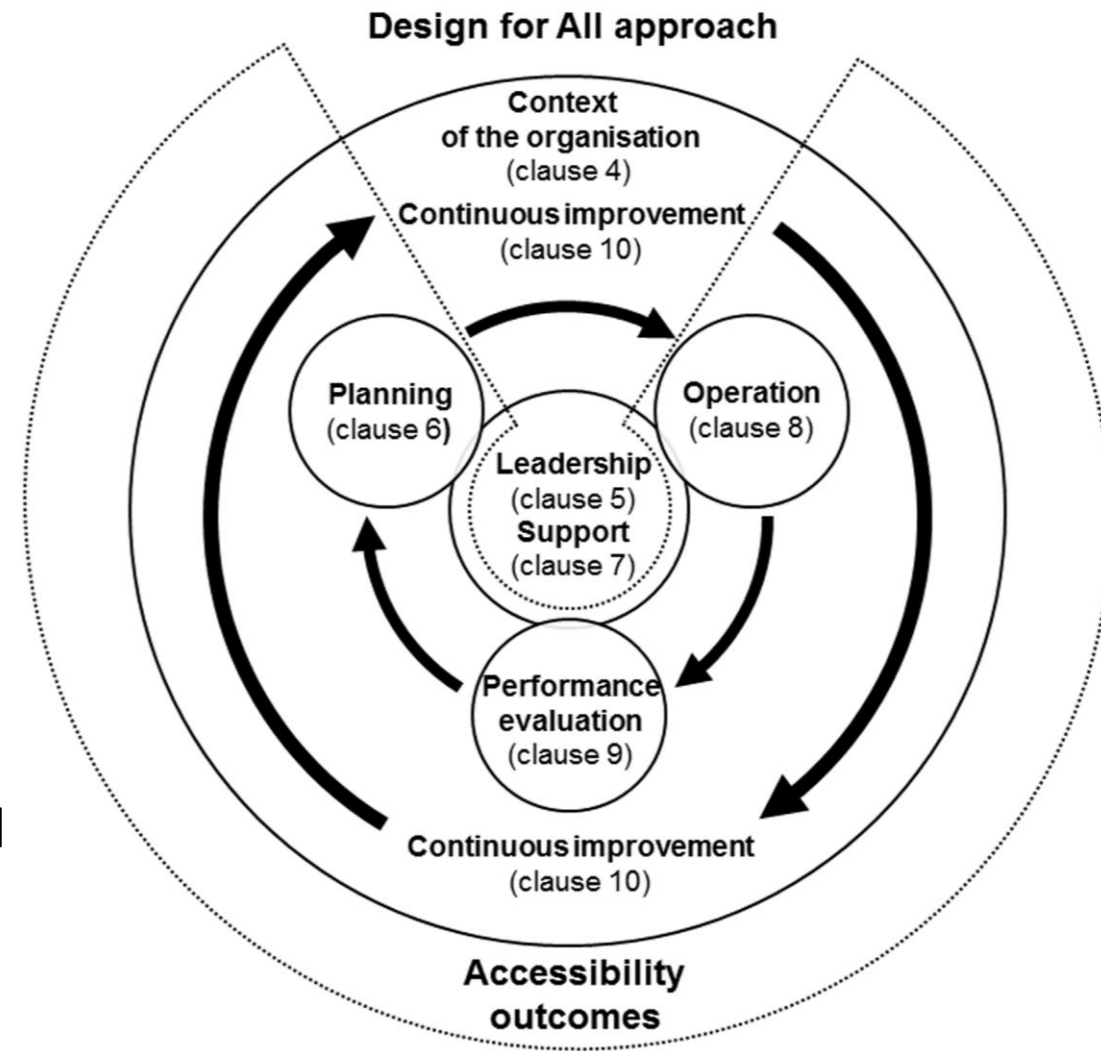 Design for All approach
Context
of the organisation
(clause 4)
Continuous improvement
(clause 10)
Planning
(clause 6)
Operation
(clause 8)
Leadership
(clause 5)
Support
(clause 7)
Performance
evaluation
(clause 9)
Continuous improvement
(clause 10)
Accessibility
outcomes